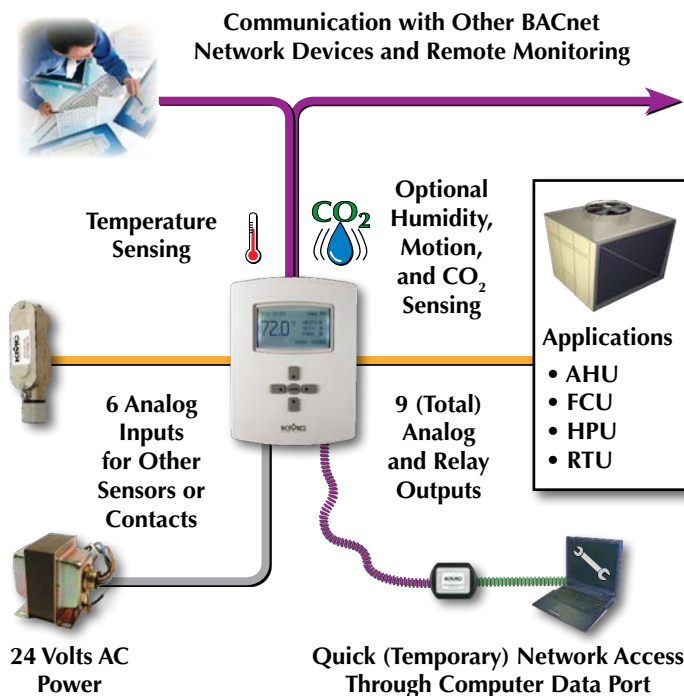 Communication with Other BACnet
Network Devices and Remote Monitoring
Temperature
Sensing
CO2
Optional
Humidity,
Motion,
and CO2
Sensing
72.0°
KMC
Applications
• AHU
• FCU
• HPU
• RTU
6 Analog
Inputs
for Other
Sensors or
Contacts
9 (Total)
Analog
and Relay
Outputs
KMC
24 Volts AC
Power
Quick (Temporary) Network Access
Through Computer Data Port